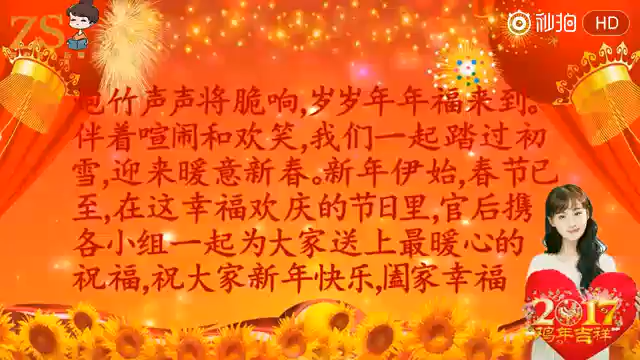 7S
秒拍
HD
炮竹声声将脆响,岁岁年年福来到。
伴着喧闹和欢笑,我们一起踏过初
雪,迎来暖意新春。新年伊始,春节已
至,在这幸福欢庆的节日里,官后携
各小组一起为大家送上最暖心的
祝福,祝大家新年快乐,阖家幸福
2017
鸡年吉祥